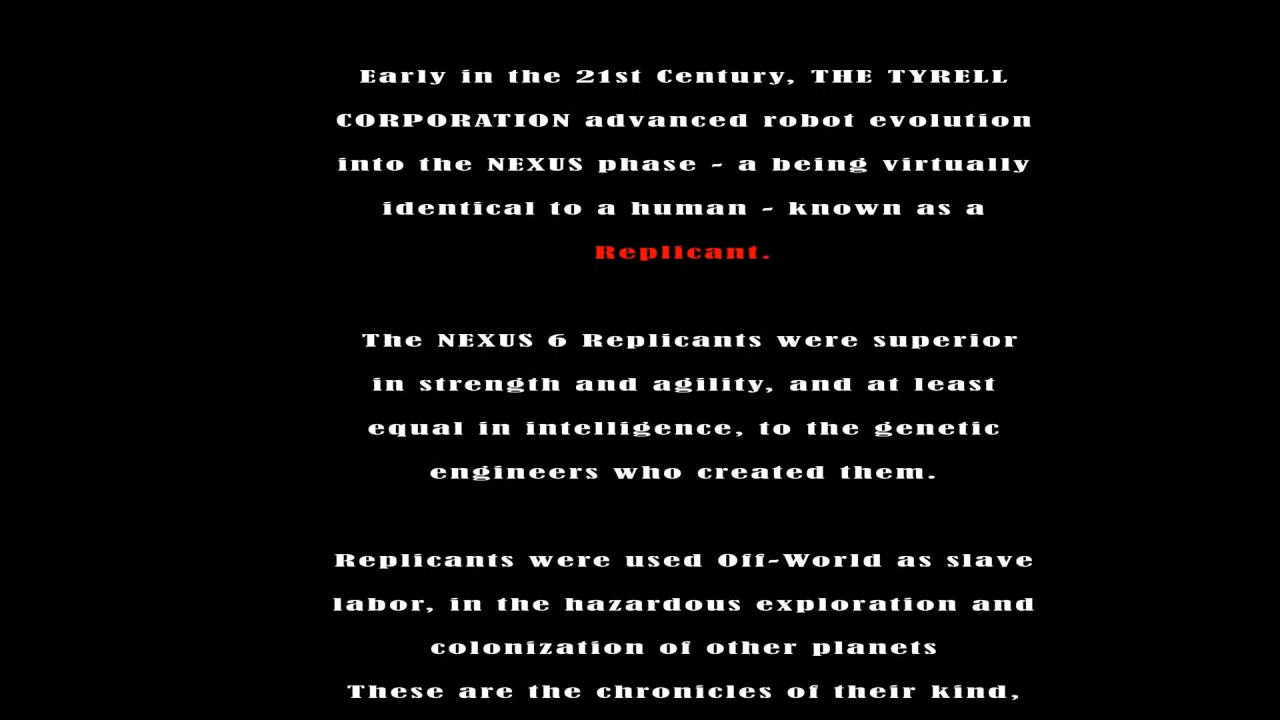 Early in the 21st Century, THE TYRELL
CORPORATION advanced robot evolution
into the NEXUS phase - a being virtually
identical to a human - known as a
Replicant.
The NEXUS 6 Replicants were superior
in strength and agility, and at least
equal in intelligence, to the genetic
engineers who created them.
Replicants were used Off-World as slave
labor, in the hazardous exploration and
colonization of other planets
These are the chronicles of their kind,